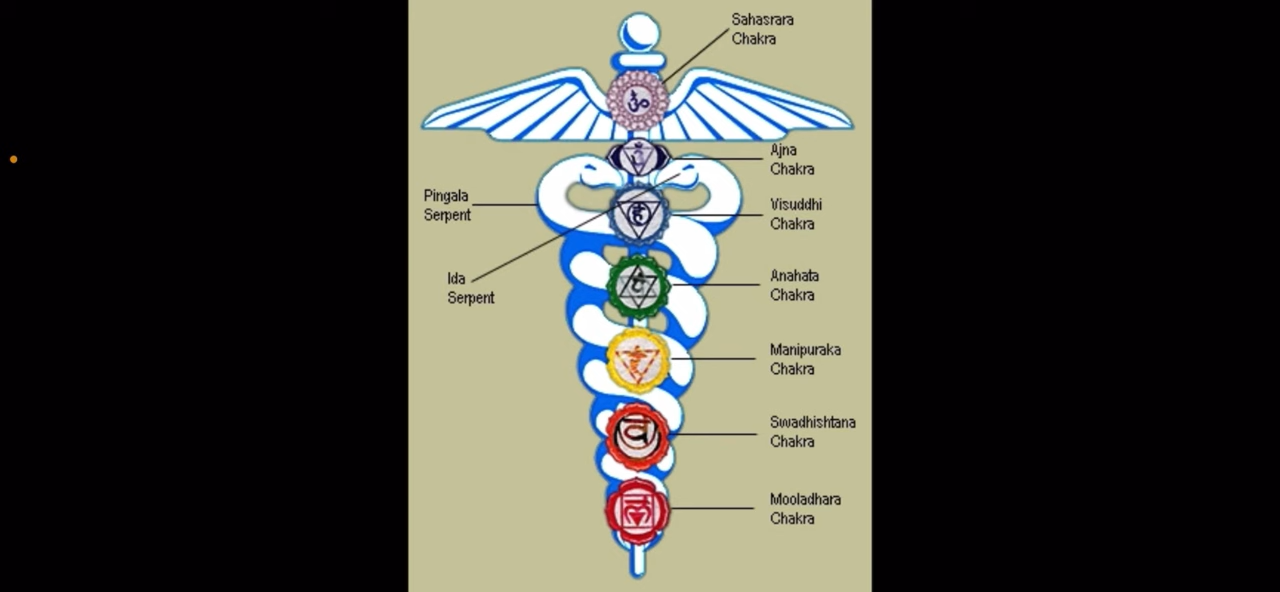 Sahasrara
Chakra
ॐ
Ajna
Chakra
Pingala
Serpent
Visuddhi
Chakra
हं
Ida
Serpent
Anahata
Chakra
Manipuraka
Chakra
Swadhishtana
Chakra
Mooladhara
Chakra